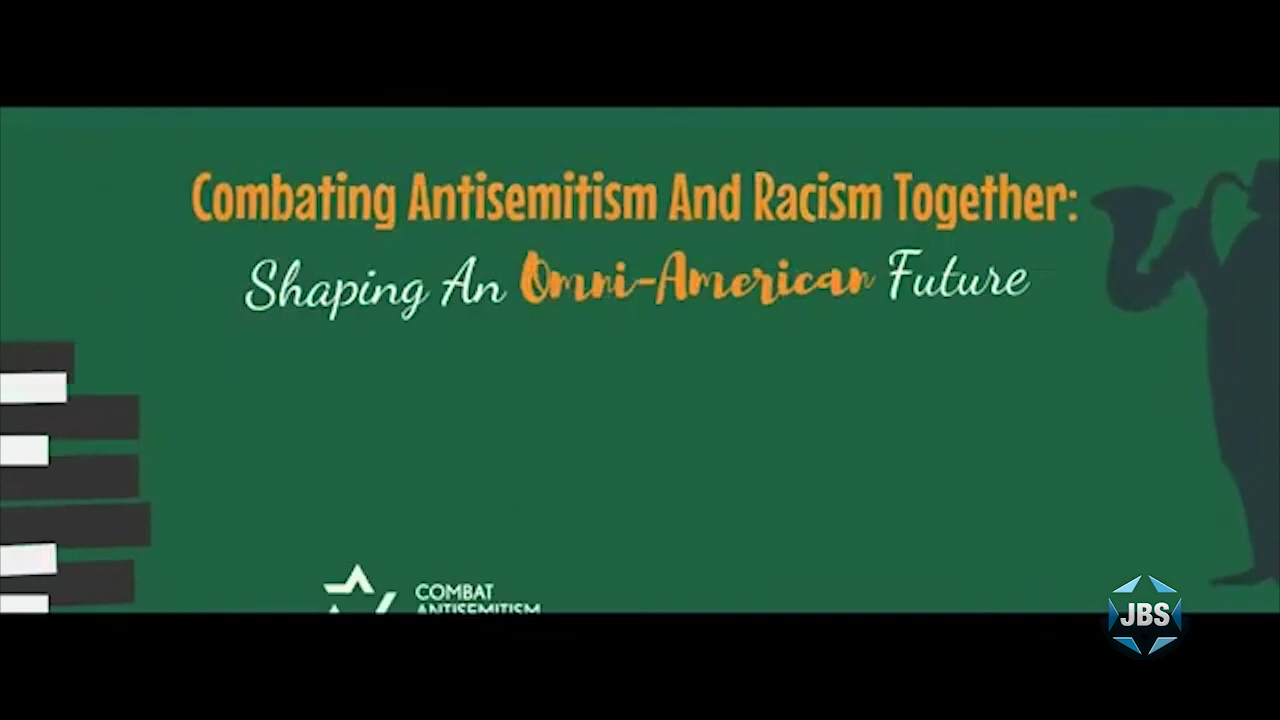 Combating Antisemitism And Racism Together:
Shaping An Omni-American Future
COMBAT
ANTISEMITISM
JBS